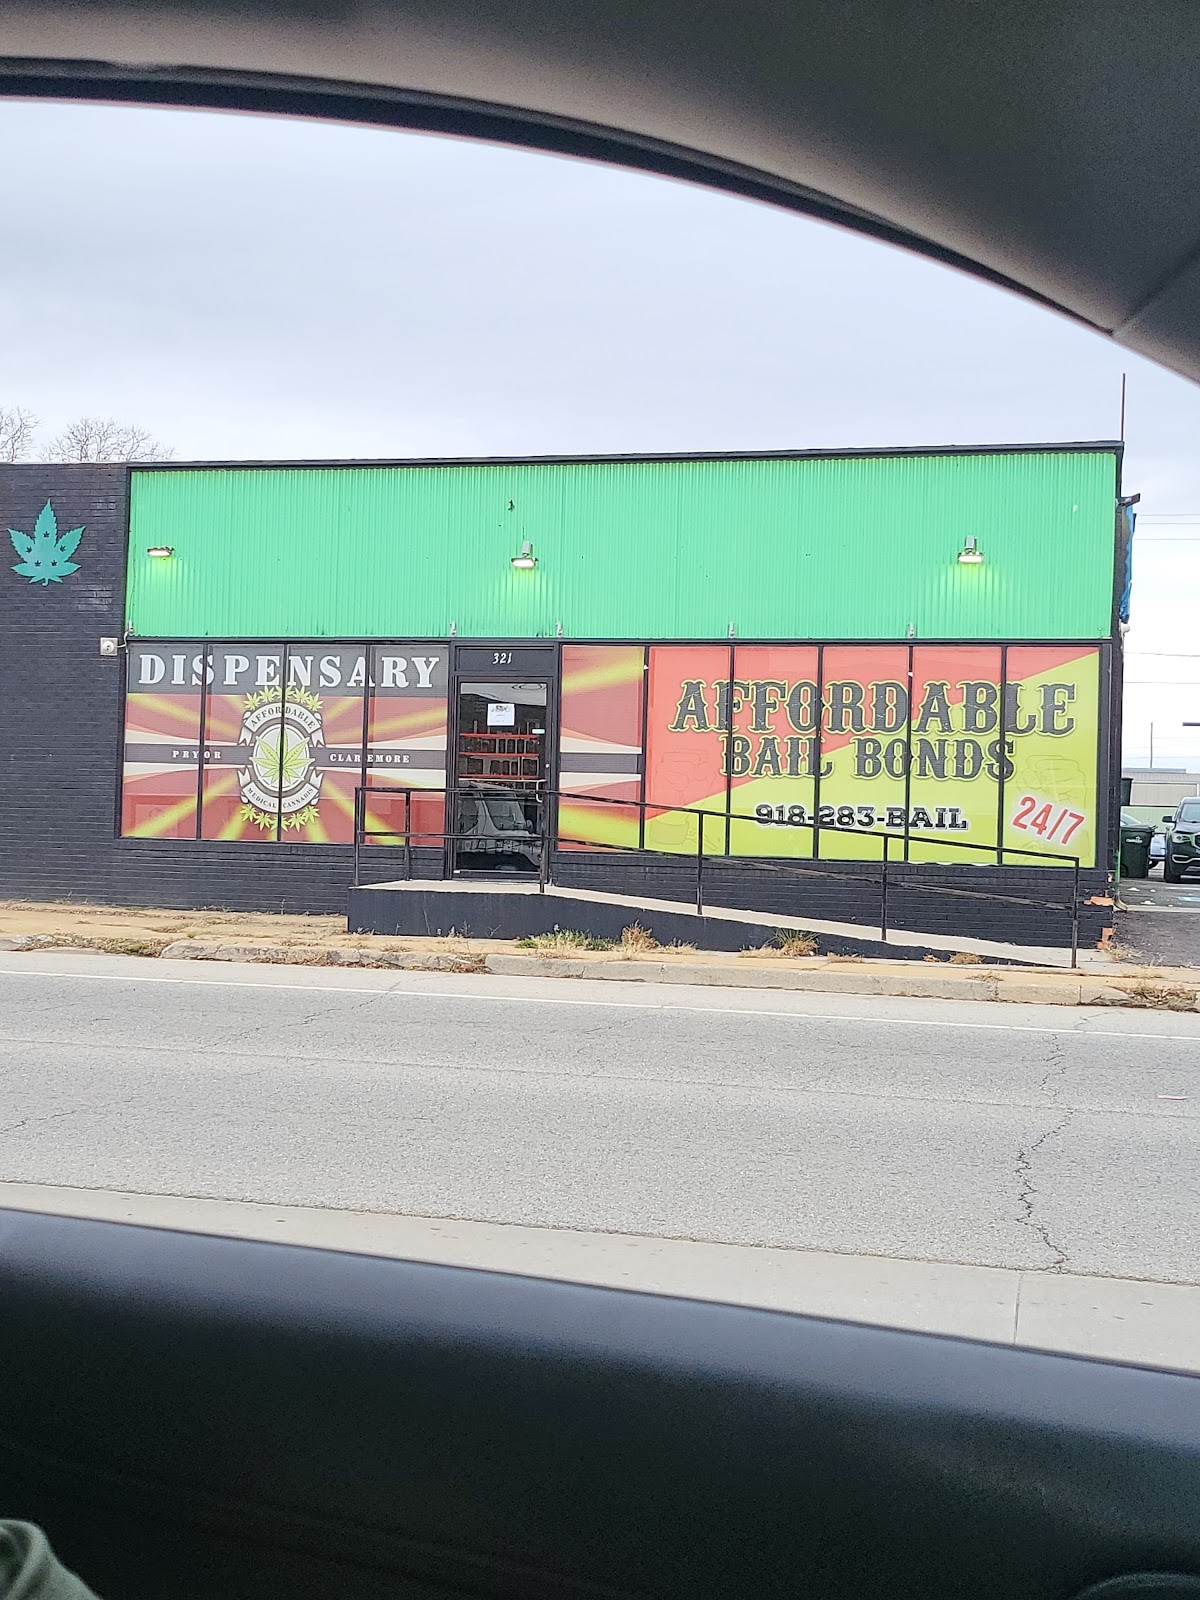 DISPENSARY
AFFORDABLE
PRYOR
CLAREMORE
MEDICAL CANNABIS
321
AFFORDABLE
BAIL BONDS
918-283-BAIL
24/7